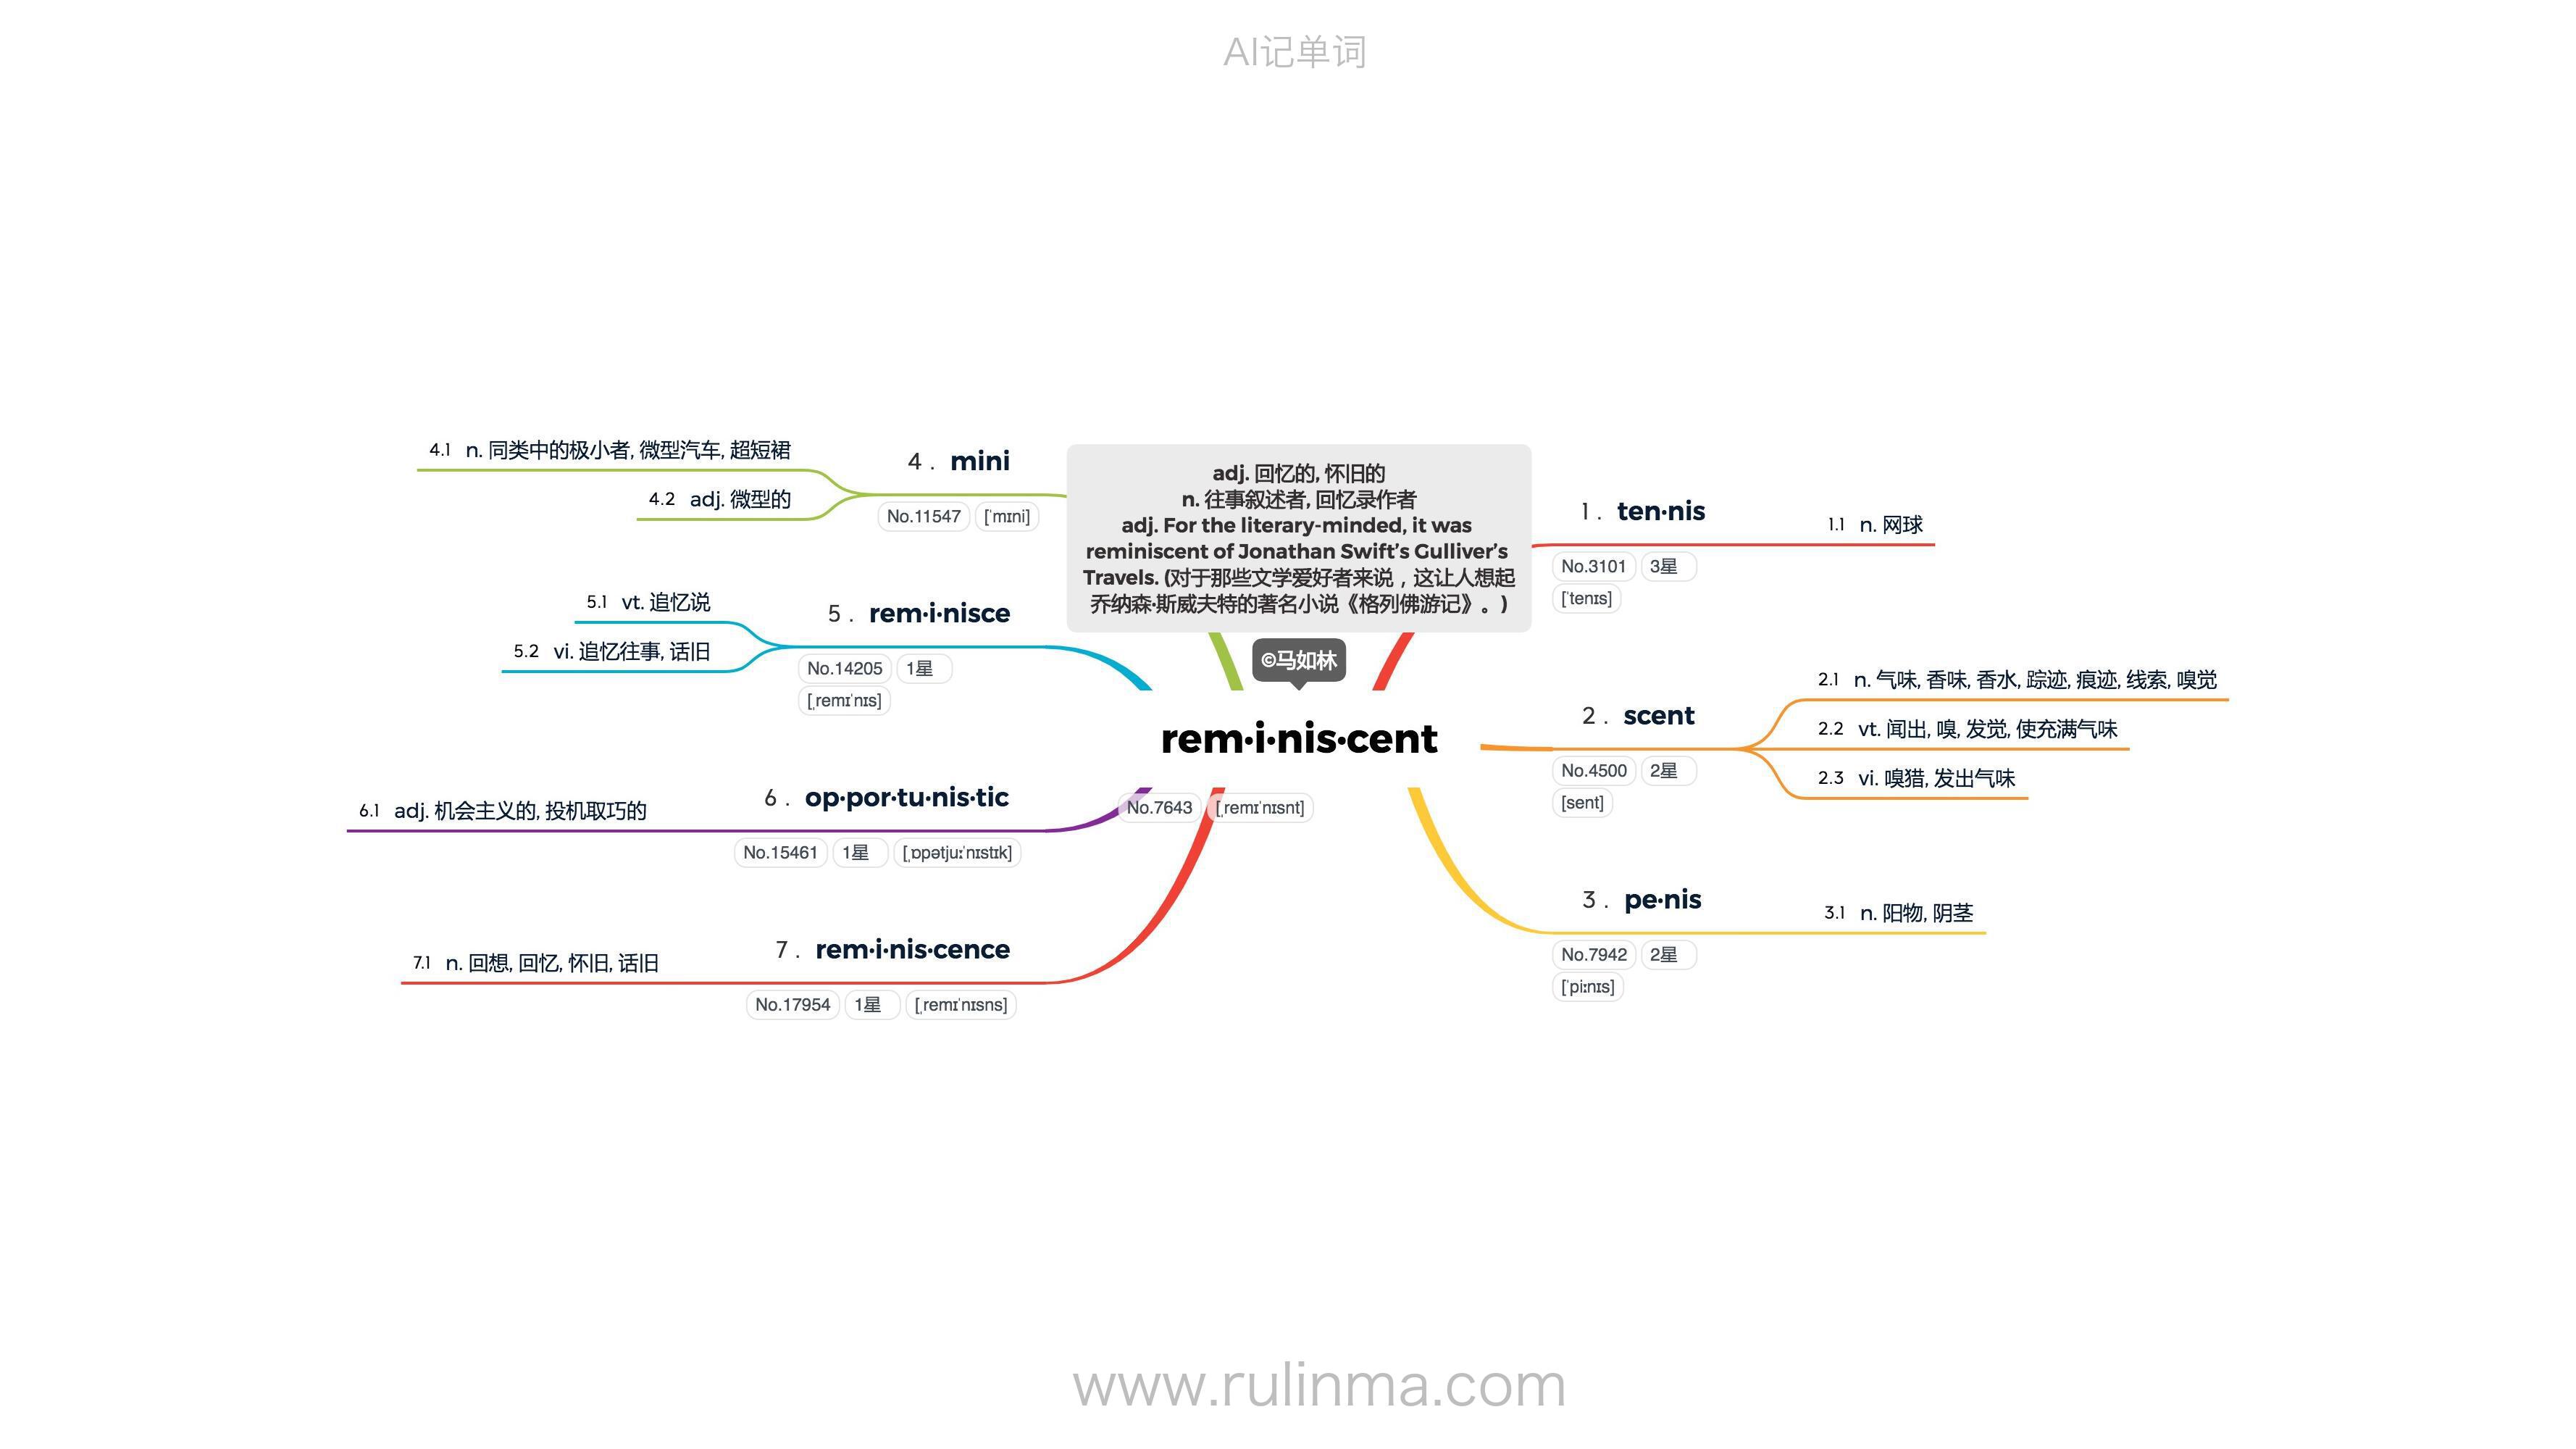 AI记单词
adj. 回忆的, 怀旧的
n. 往事叙述者, 回忆录作者
adj. For the literary-minded, it was
reminiscent of Jonathan Swift’s Gulliver’s
Travels. (对于那些文学爱好者来说，这让人想起
乔纳森·斯威夫特的著名小说《格列佛游记》。)
©马如林
rem·i·nis·cent
No.7643 [ˌremɪˈnɪsnt]
1. ten·nis
No.3101 3星
[ˈtenɪs]
1.1 n. 网球
2. scent
No.4500 2星
[sent]
2.1 n. 气味, 香味, 香水, 踪迹, 痕迹, 线索, 嗅觉
2.2 vt. 闻出, 嗅, 发觉, 使充满气味
2.3 vi. 嗅猎, 发出气味
3. pe·nis
No.7942 2星
[ˈpiːnɪs]
3.1 n. 阳物, 阴茎
4. mini
No.11547 [ˈmɪni]
4.1 n. 同类中的极小者, 微型汽车, 超短裙
4.2 adj. 微型的
5. rem·i·nisce
No.14205 1星
[ˌremɪˈnɪs]
5.1 vt. 追忆说
5.2 vi. 追忆往事, 话旧
6. op·por·tu·nis·tic
No.15461 1星 [ˌɒpətjuːˈnɪstɪk]
6.1 adj. 机会主义的, 投机取巧的
7. rem·i·nis·cence
No.17954 1星 [ˌremɪˈnɪsns]
7.1 n. 回想, 回忆, 怀旧, 话旧
www.rulinma.com